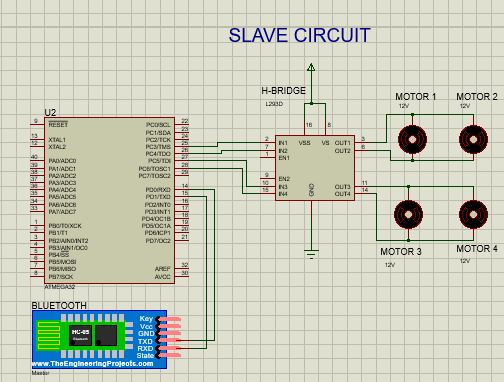 SLAVE CIRCUIT
H-BRIDGE
L293D
MOTOR 1
12V
MOTOR 2
12V
U2
9 RESET
13 XTAL1
12 XTAL2
40 PA0/ADC0
39 PA1/ADC1
38 PA2/ADC2
37 PA3/ADC3
36 PA4/ADC4
35 PA5/ADC5
34 PA6/ADC6
33 PA7/ADC7
1 PB0/T0/XCK
2 PB1/T1
3 PB2/AIN0/INT2
4 PB3/AIN1/OC0
5 PB4/SS
6 PB5/MOSI
7 PB6/MISO
8 PB7/SCK
PC0/SCL 22
PC1/SDA 23
PC2/TCK 24
PC3/TMS 25
PC4/TDO 26
PC5/TDI 27
PC6/TOSC1 28
PC7/TOSC2 29
PD0/RXD 14
PD1/TXD 15
PD2/INT0 16
PD3/INT1 17
PD4/OC1B 18
PD5/OC1A 19
PD6/ICP1 20
PD7/OC2 21
AREF 32
AVCC 30
ATMEGA32
16 8
VSS VS
2 IN1
7 IN2
1 EN1
9 EN2
10 IN3
15 IN4
GND
OUT1 3
OUT2 6
OUT3 11
OUT4 14
MOTOR 3
12V
MOTOR 4
12V
BLUETOOTH
HC-05
Bluetooth
Key
Vcc
GND
TXD
RXD
State
www.TheEngineeringProjects.com
Master